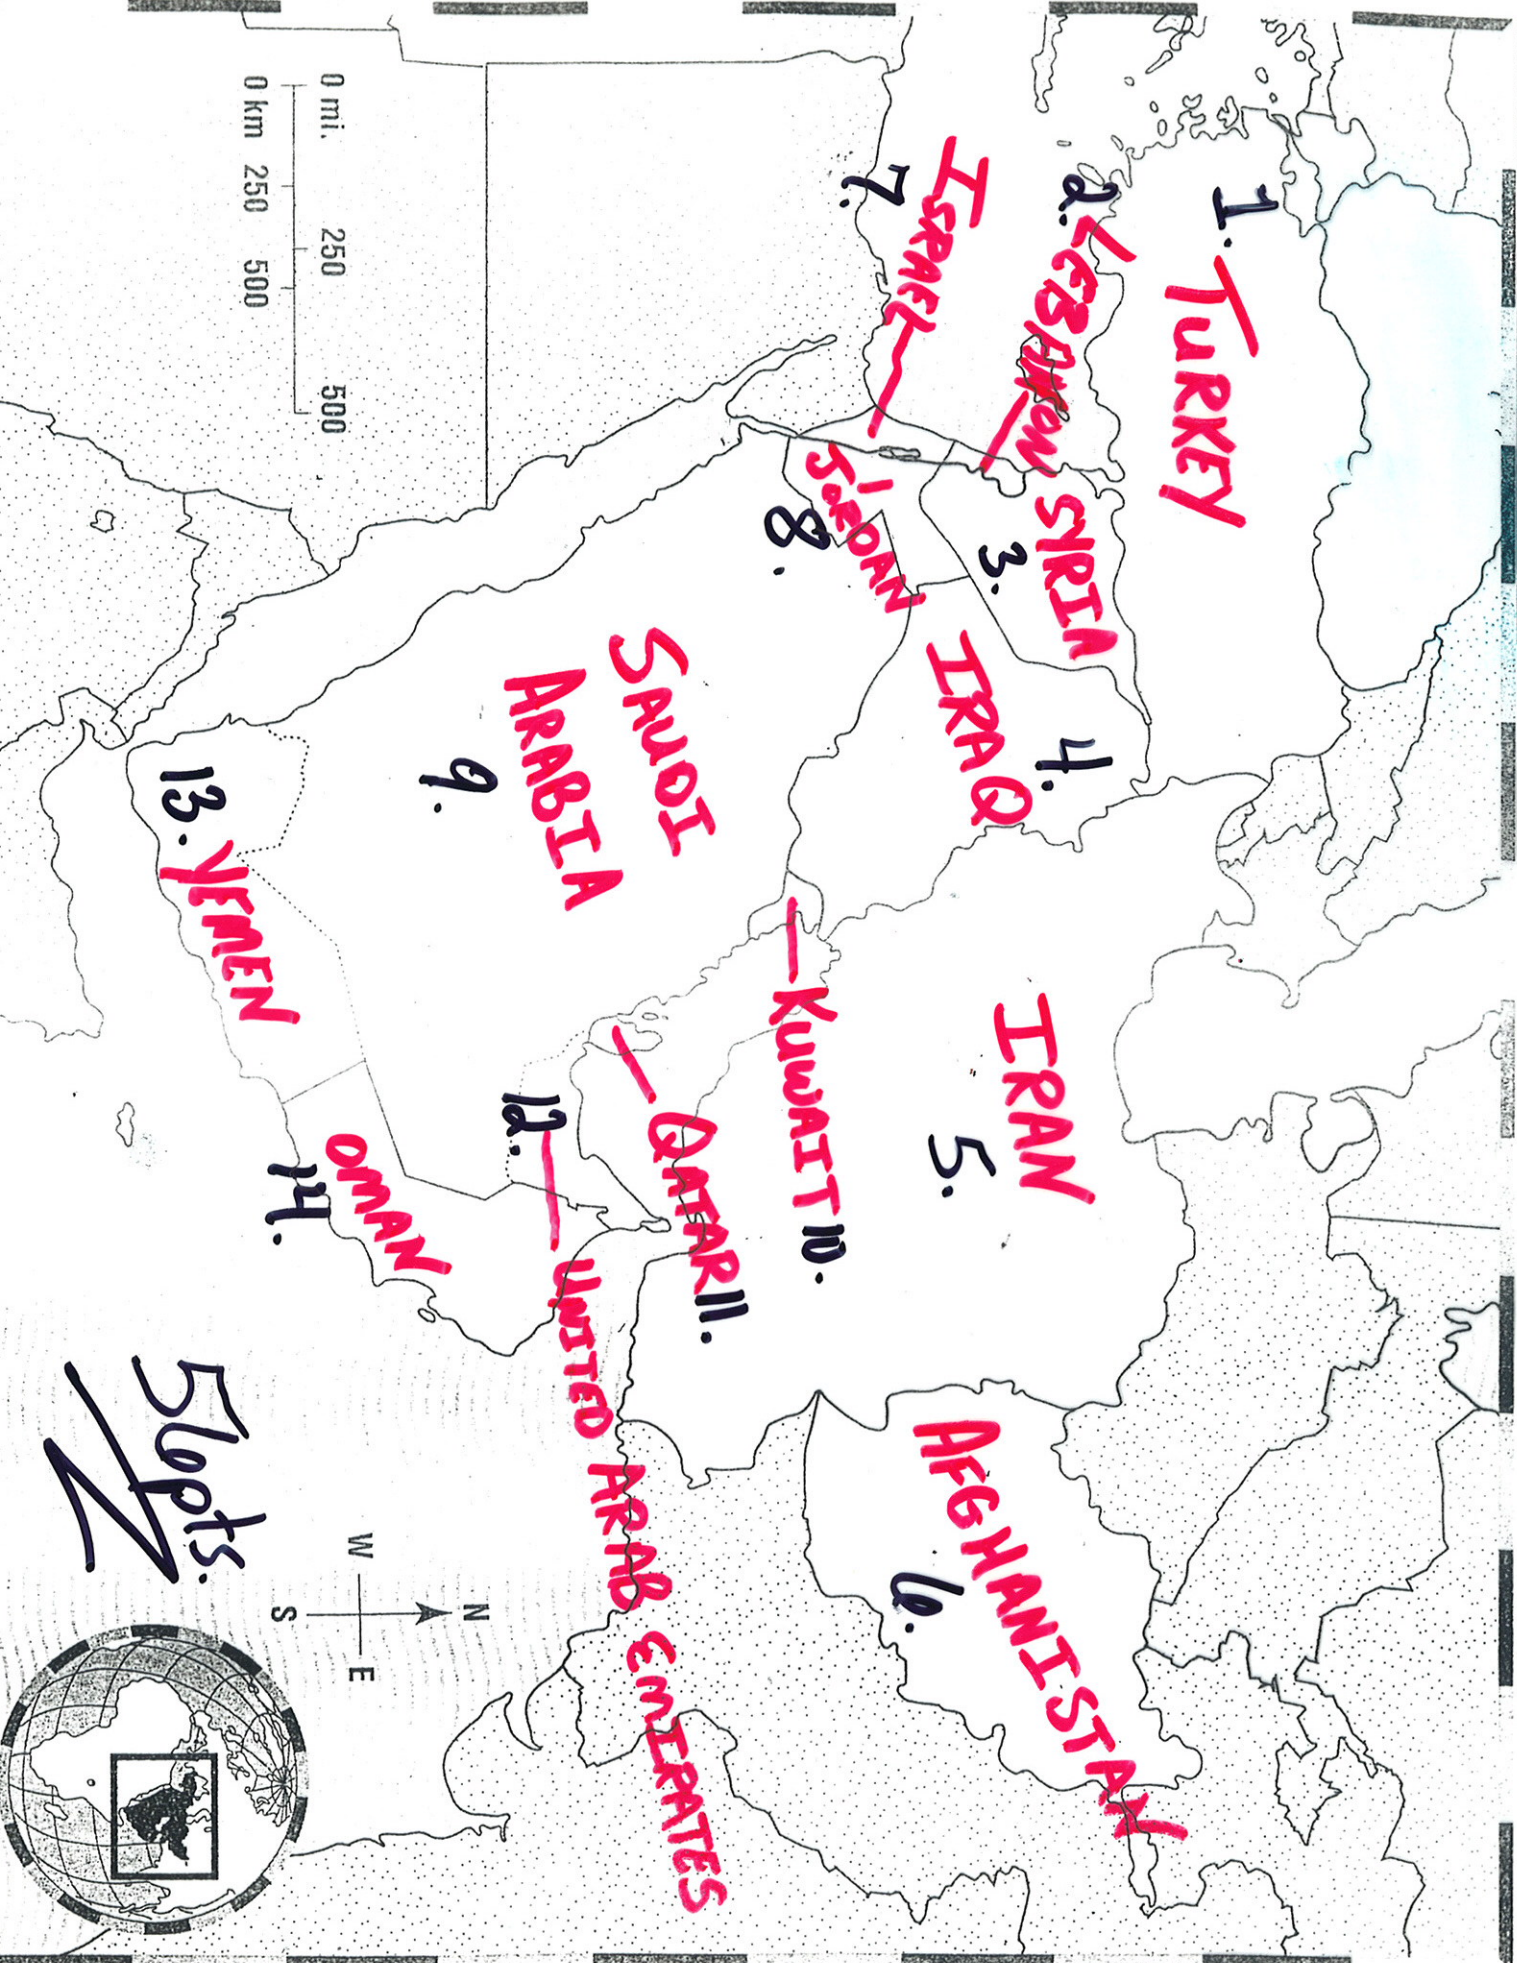 1. TURKEY
2. LEBANON
SYRIA
3.
4.
IRAQ
IRAN
5.
AFGHANISTAN
6.
ISRAEL
7.
JORDAN
8.
SAUDI
ARABIA
9.
KUWAIT 10.
QATAR 11.
12. UNITED ARAB EMIRATES
13. YEMEN
OMAN
14.
0 mi. 250 500
0 km 250 500
56pts.
N
W E
S